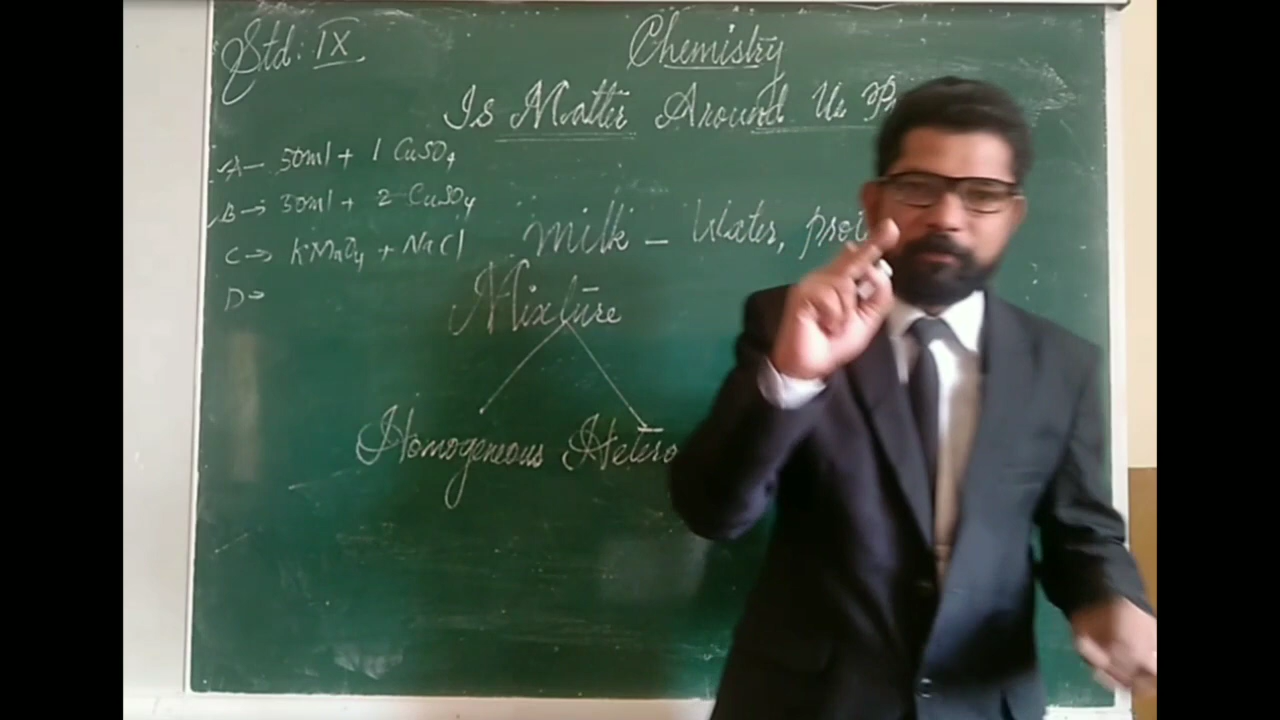 Std: IX
Chemistry
Is Matter Around Us
A- 50ml + 1 CuSO4
B → 30ml + 2 CuSO4
C → KMnO4 + NaCl
D →
milk - Water,
Mixture
Homogeneous Hetero